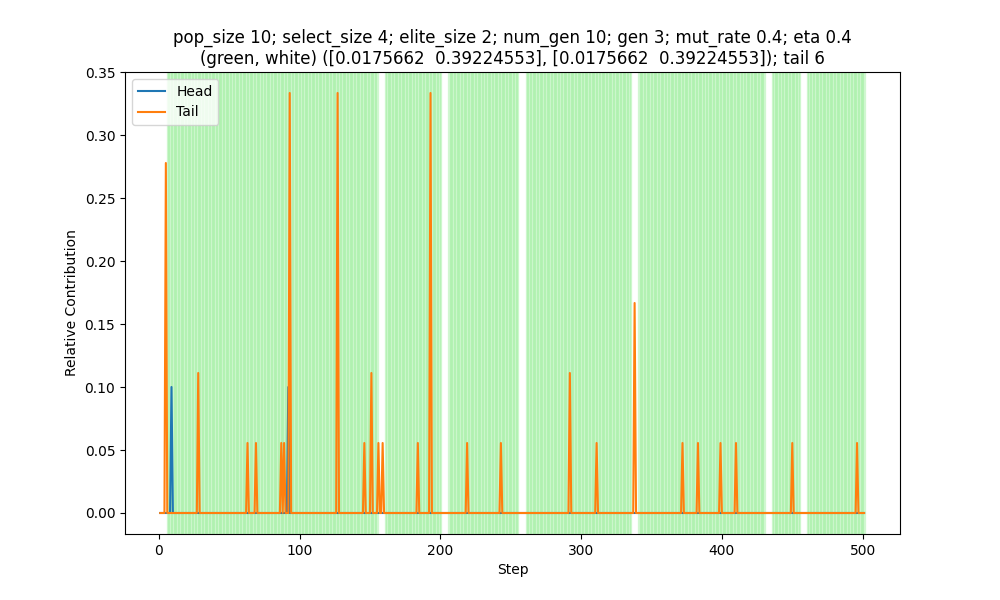 pop_size 10; select_size 4; elite_size 2; num_gen 10; gen 3; mut_rate 0.4; eta 0.4
(green, white) ([0.0175662  0.39224553], [0.0175662  0.39224553]); tail 6
Head
Tail
0.35
0.30
0.25
0.20
0.15
0.10
0.05
0.00
Relative Contribution
0 100 200 300 400 500
Step